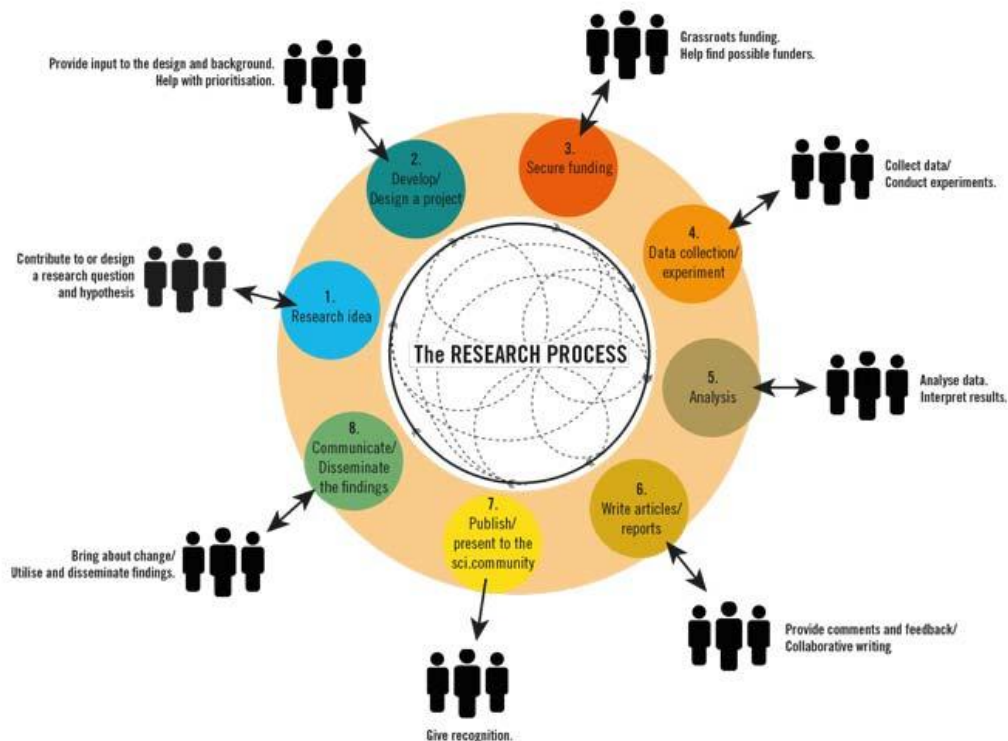 Provide input to the design and background.
Help with prioritisation.
Grassroots funding.
Help find possible funders.
2.
Develop/
Design a project
3.
Secure funding
Collect data/
Conduct experiments.
4.
Data collection/
experiment
Contribute to or design
a research question
and hypothesis
1.
Research idea
The RESEARCH PROCESS
5.
Analysis
Analyse data.
Interpret results.
8.
Communicate/
Disseminate
the findings
6.
Write articles/
reports
7.
Publish/
present to the
sci.community
Bring about change/
Utilise and disseminate findings.
Provide comments and feedback/
Collaborative writing
Give recognition.